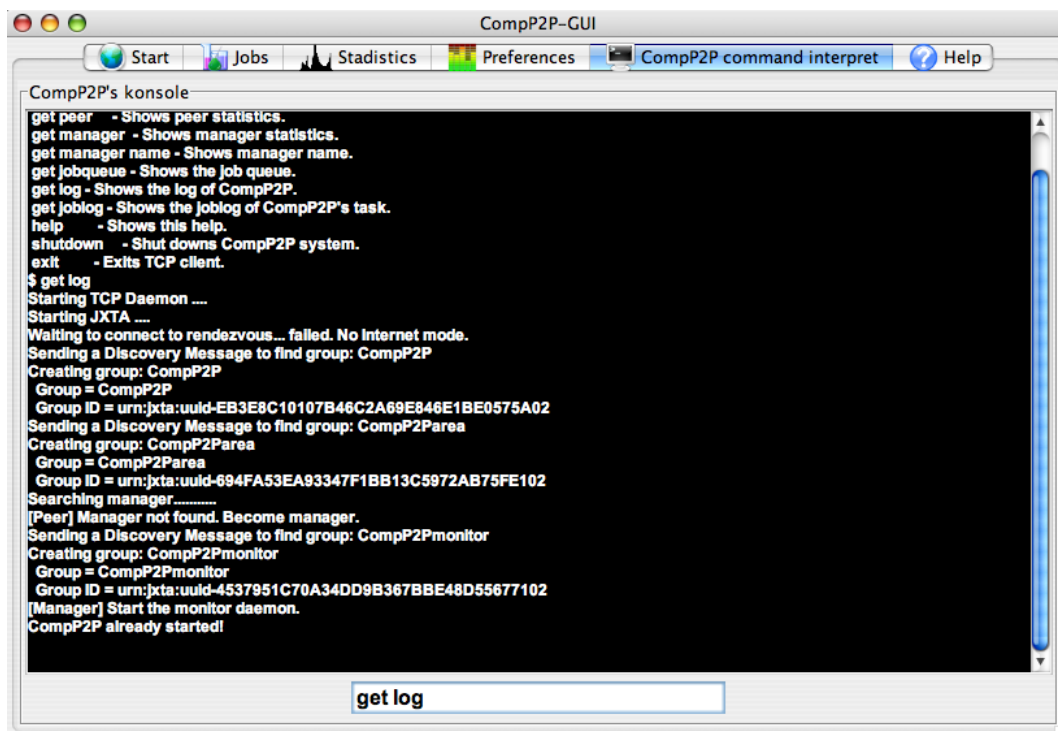 CompP2P-GUI
Start Jobs Stadistics Preferences CompP2P command interpret Help
CompP2P's konsole
get peer - Shows peer statistics.
get manager - Shows manager statistics.
get manager name - Shows manager name.
get jobqueue - Shows the job queue.
get log - Shows the log of CompP2P.
get joblog - Shows the joblog of CompP2P's task.
help - Shows this help.
shutdown - Shut downs CompP2P system.
exit - Exits TCP client.
$ get log
Starting TCP Daemon ....
Starting JXTA ....
Waiting to connect to rendezvous... failed. No Internet mode.
Sending a Discovery Message to find group: CompP2P
Creating group: CompP2P
Group = CompP2P
Group ID = urn:jxta:uuid-EB3E8C10107B46C2A69E846E1BE0575A02
Sending a Discovery Message to find group: CompP2Parea
Creating group: CompP2Parea
Group = CompP2Parea
Group ID = urn:jxta:uuid-694FA53EA93347F1BB13C5972AB75FE102
Searching manager...........
[Peer] Manager not found. Become manager.
Sending a Discovery Message to find group: CompP2Pmonitor
Creating group: CompP2Pmonitor
Group = CompP2Pmonitor
Group ID = urn:jxta:uuid-4537951C70A34DD9B367BBE48D55677102
[Manager] Start the monitor daemon.
CompP2P already started!
get log